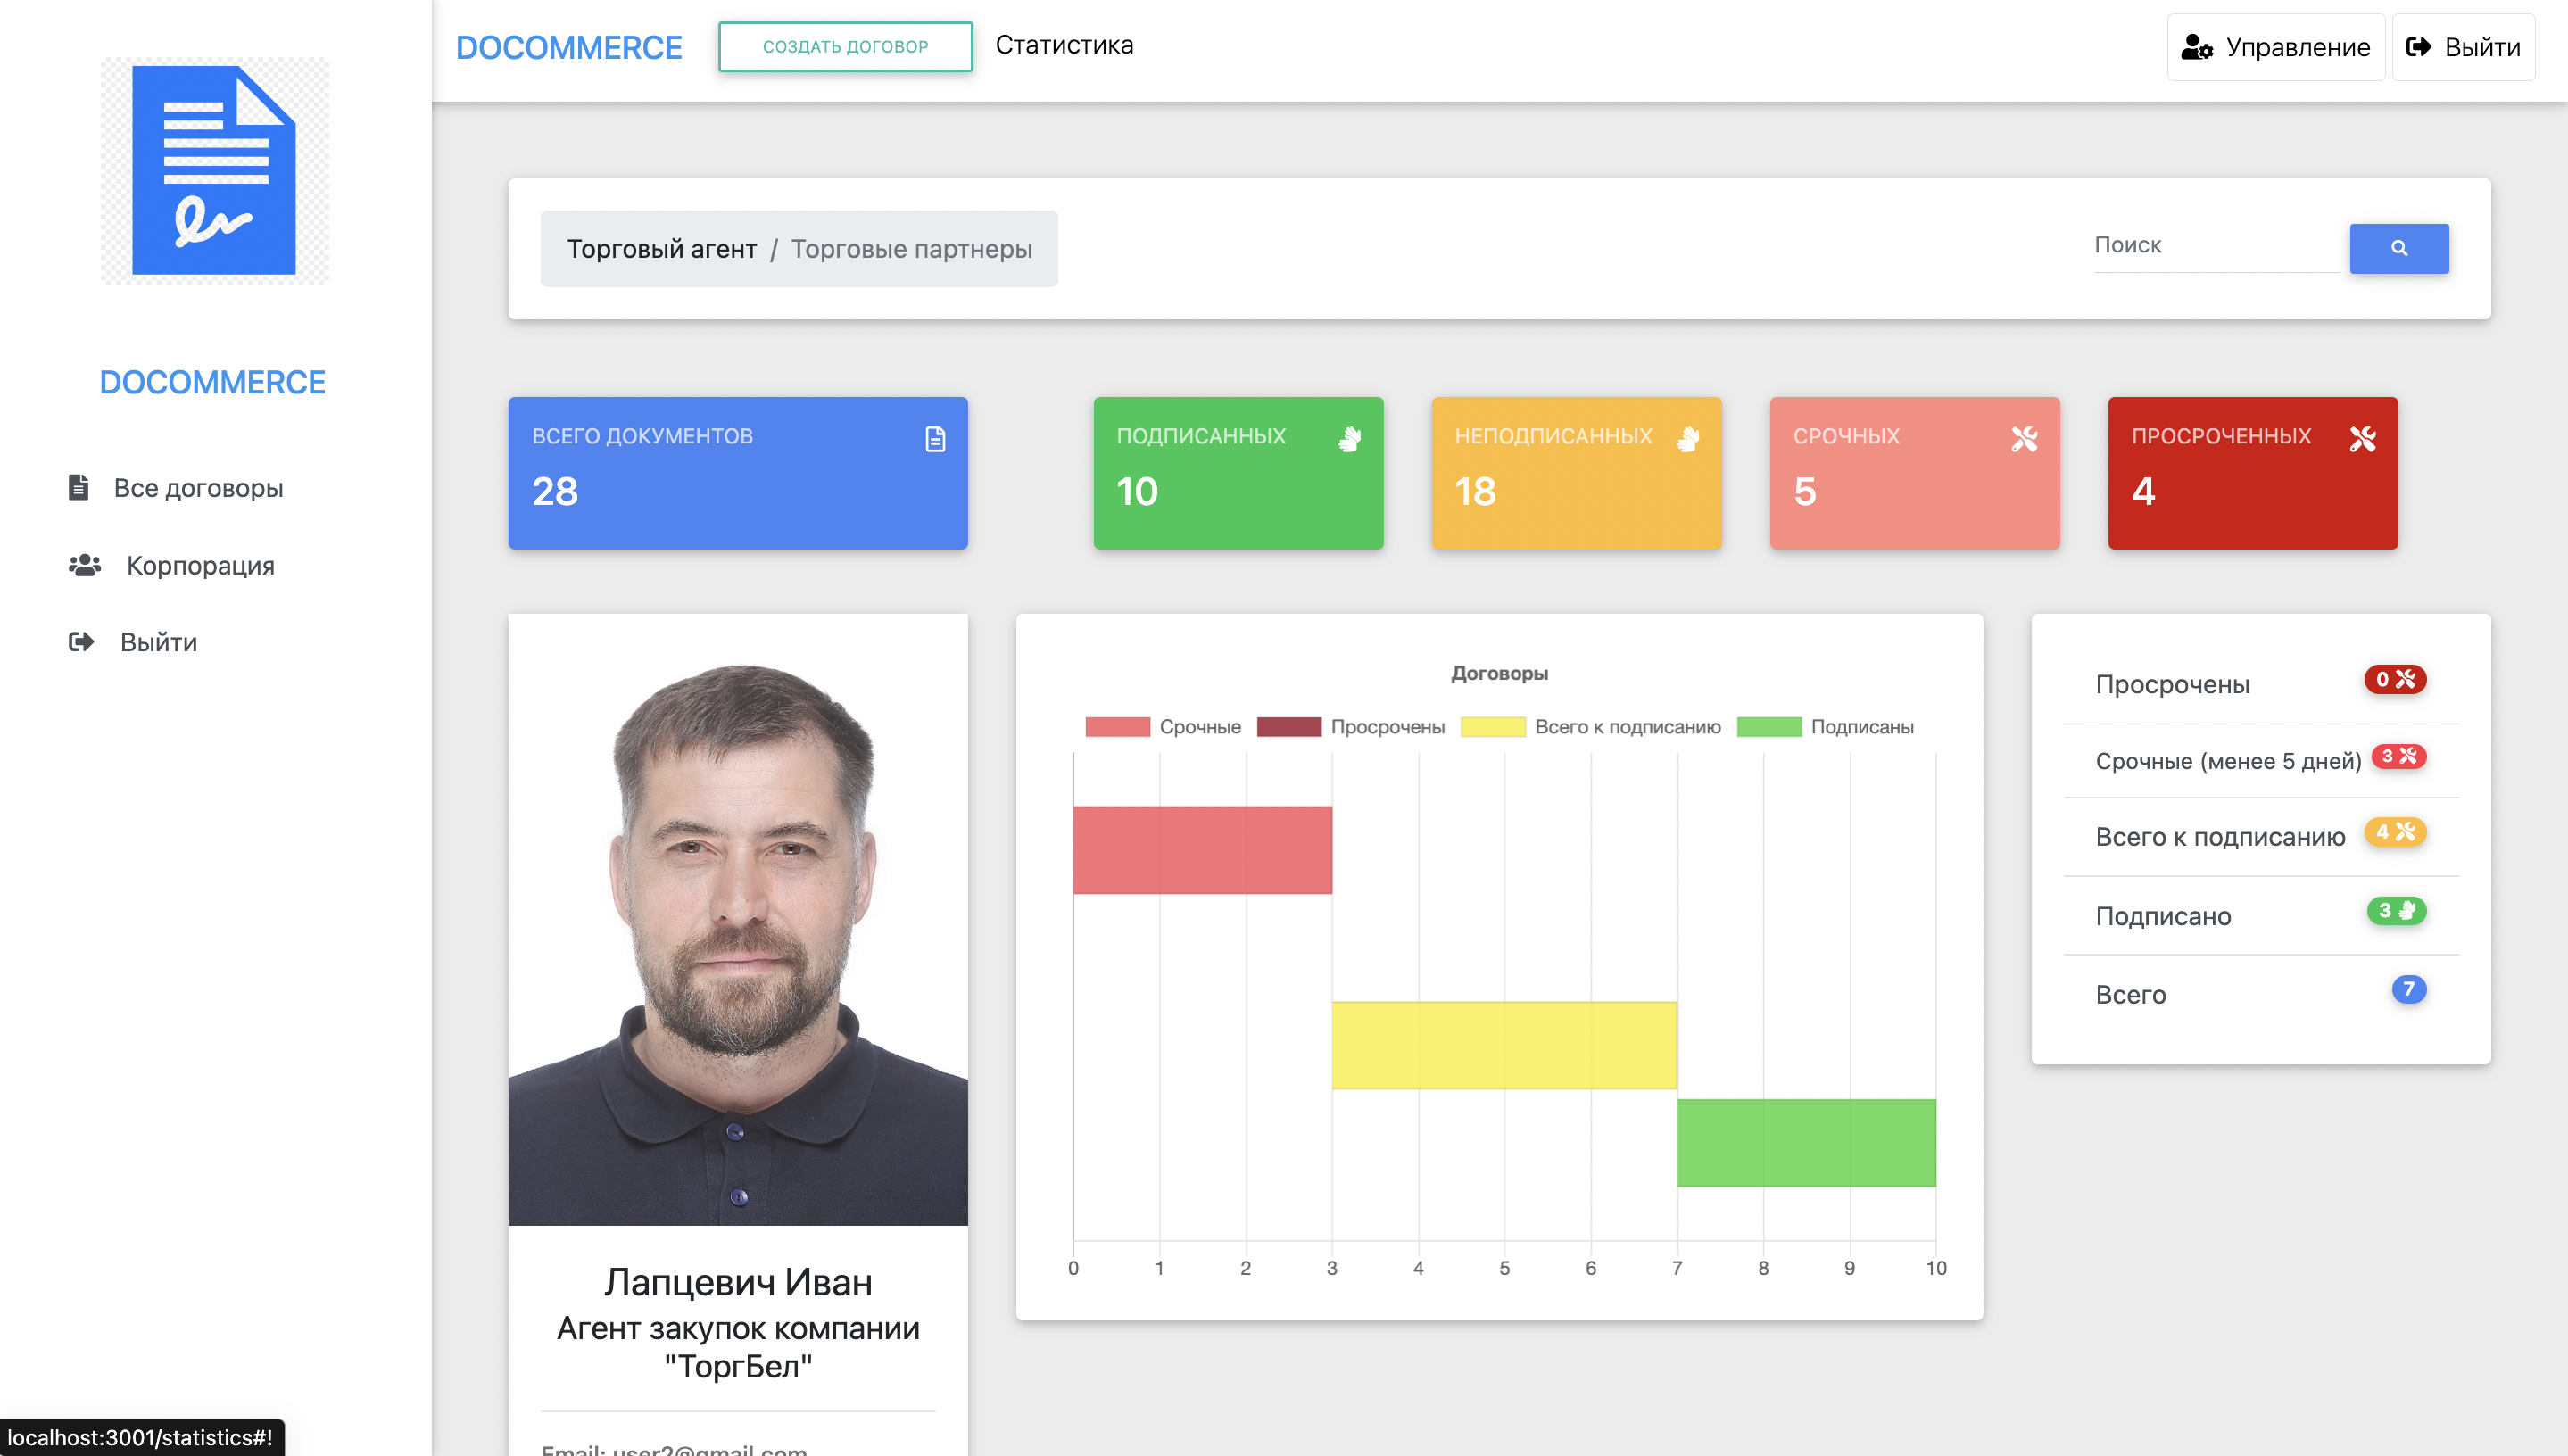 DOCOMMERCE
СОЗДАТЬ ДОГОВОР
Статистика
Управление
Выйти
DOCOMMERCE
Все договоры
Корпорация
Выйти
Торговый агент / Торговые партнеры
Поиск
ВСЕГО ДОКУМЕНТОВ
28
ПОДПИСАННЫХ
10
НЕПОДПИСАННЫХ
18
СРОЧНЫХ
5
ПРОСРОЧЕННЫХ
4
Лапцевич Иван
Агент закупок компании
"ТоргБел"
Email: user2@gmail.com
Договоры
Срочные Просрочены Всего к подписанию Подписаны
0 1 2 3 4 5 6 7 8 9 10
Просрочены 0
Срочные (менее 5 дней) 3
Всего к подписанию 4
Подписано 3
Всего 7
localhost:3001/statistics#!